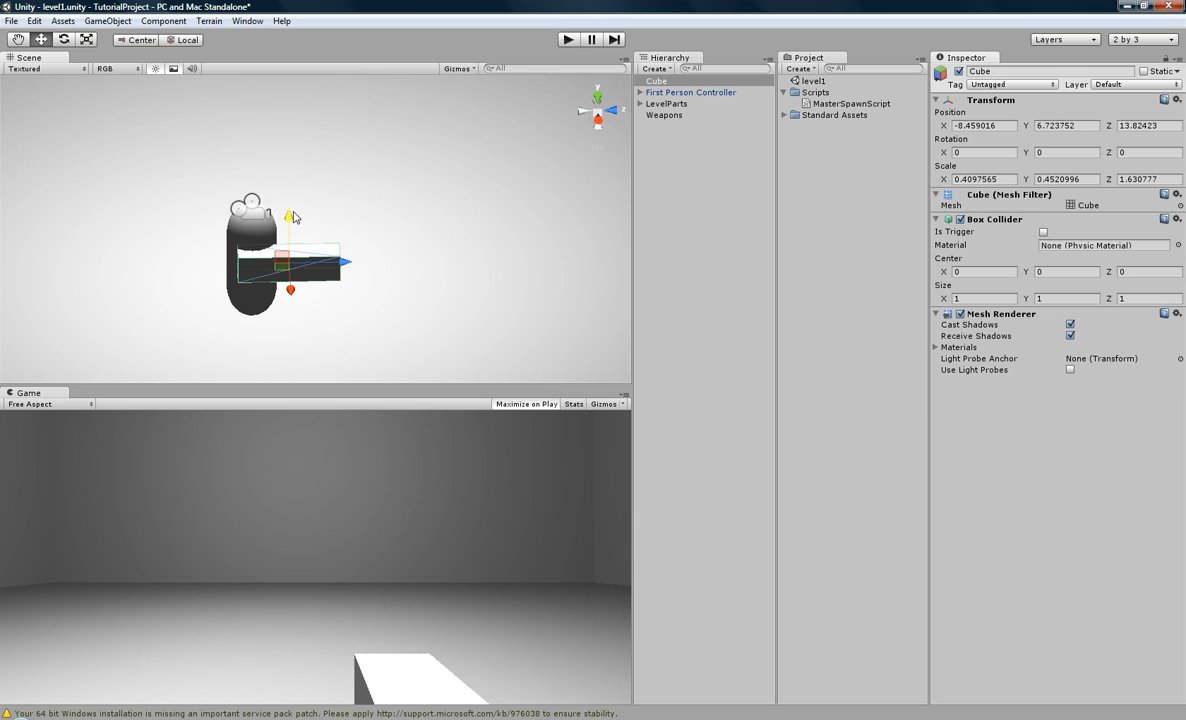 Unity - level1.unity - TutorialProject - PC and Mac Standalone*
File Edit Assets GameObject Component Terrain Window Help
Center Local Layers 2 by 3
Scene
Textured RGB Gizmos All
y
z
Game
Free Aspect Maximize on Play Stats Gizmos
Hierarchy
Create All
Cube
First Person Controller
LevelParts
Weapons
Project
Create All
level1
Scripts
MasterSpawnScript
Standard Assets
Inspector
Cube Static
Tag Untagged Layer Default
Transform
Position
X -8.459016 Y 6.723752 Z 13.82423
Rotation
X 0 Y 0 Z 0
Scale
X 0.4097565 Y 0.4520996 Z 1.630777
Cube (Mesh Filter)
Mesh Cube
Box Collider
Is Trigger
Material None (Physic Material)
Center
X 0 Y 0 Z 0
Size
X 1 Y 1 Z 1
Mesh Renderer
Cast Shadows
Receive Shadows
Materials
Light Probe Anchor None (Transform)
Use Light Probes
Your 64 bit Windows installation is missing an important service pack patch. Please apply http://support.microsoft.com/kb/976038 to ensure stability.